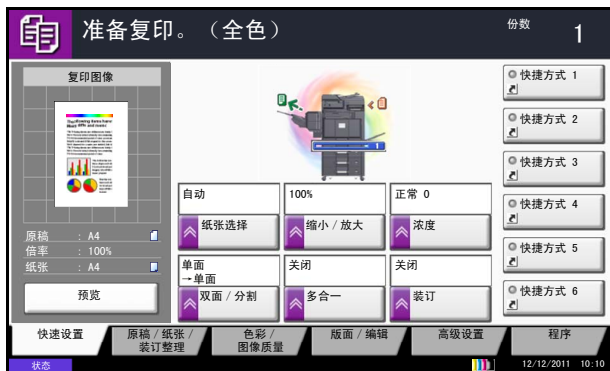 准备复印。（全色）
份数
1
复印图像
原稿 : A4
倍率 : 100%
纸张 : A4
预览
1
自动
纸张选择
100%
缩小 / 放大
正常 0
浓度
单面
→单面
双面 / 分割
关闭
多合一
关闭
装订
快捷方式 1
快捷方式 2
快捷方式 3
快捷方式 4
快捷方式 5
快捷方式 6
快速设置
原稿 / 纸张 /
装订整理
色彩 /
图像质量
版面 / 编辑
高级设置
程序
状态
12/12/2011 10:10